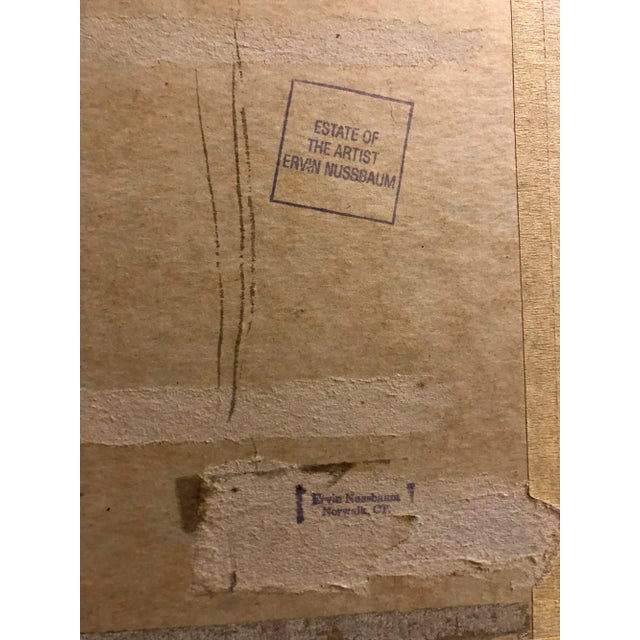 ESTATE OF
THE ARTIST
ERVIN NUSSBAUM
Ervin Nussbaum
Norwalk, CT.